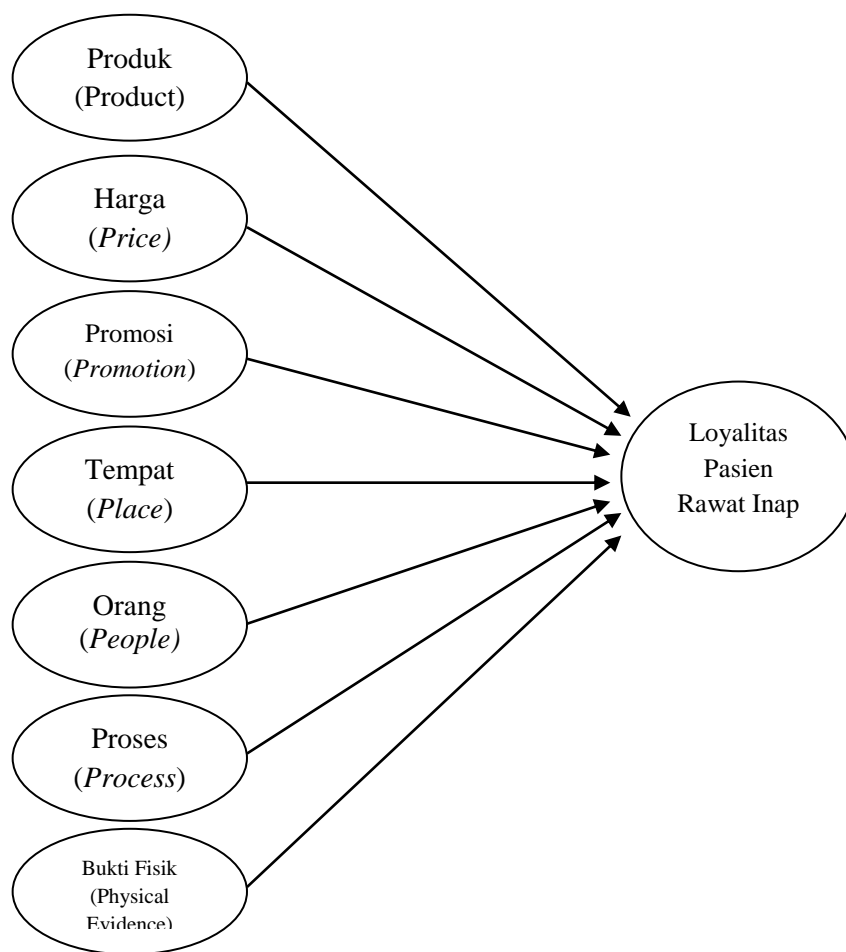 Produk
(Product)
Harga
(Price)
Promosi
(Promotion)
Tempat
(Place)
Orang
(People)
Proses
(Process)
Bukti Fisik
(Physical
Evidence)
Loyalitas
Pasien
Rawat Inap